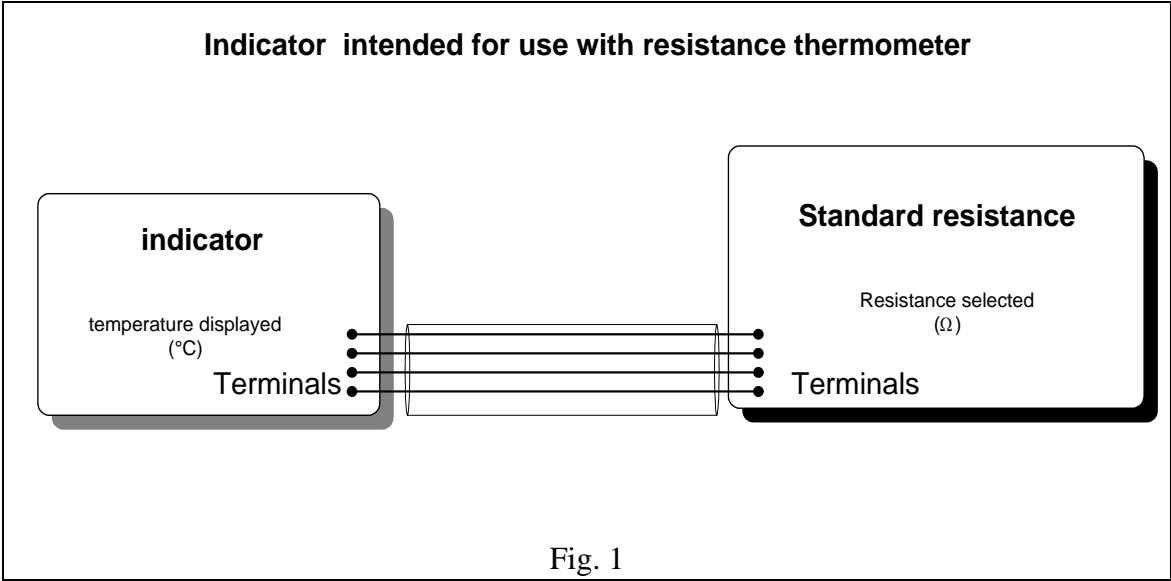 Indicator intended for use with resistance thermometer
indicator
temperature displayed
(°C)
Terminals
Standard resistance
Resistance selected
(Ω)
Terminals
Fig. 1